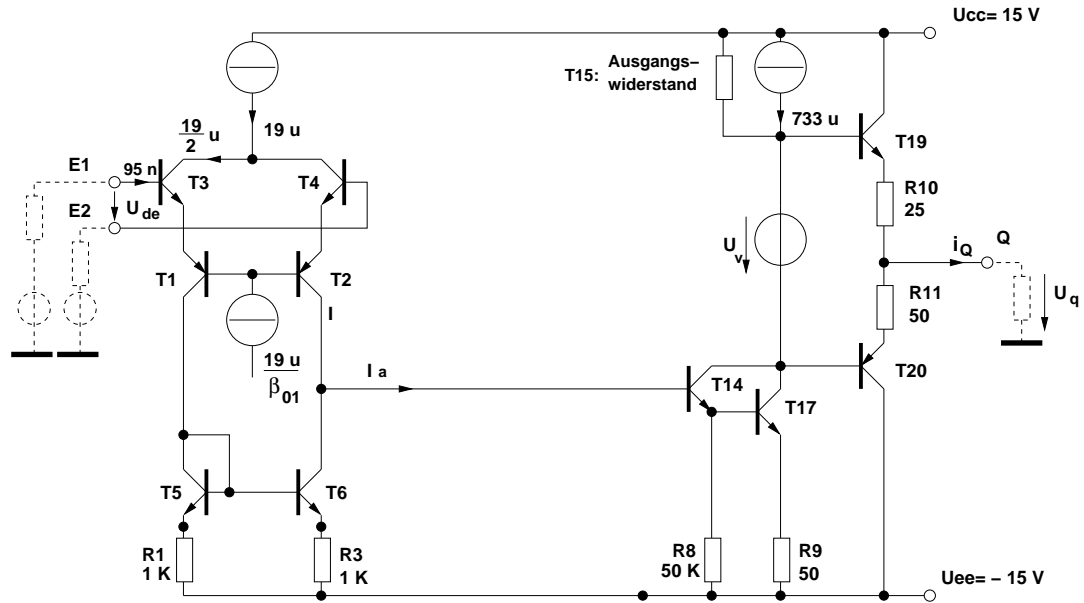 Ucc= 15 V
T15:
Ausgangs–
widerstand
19/2 u
19 u
733 u
T19
E1
95 n
T3
T4
R10
25
E2
U de
U v
i Q
Q
T1
T2
R11
50
U q
I
19 u
β 01
I a
T14
T20
T17
T5
T6
R1
1 K
R3
1 K
R8
50 K
R9
50
Uee= – 15 V